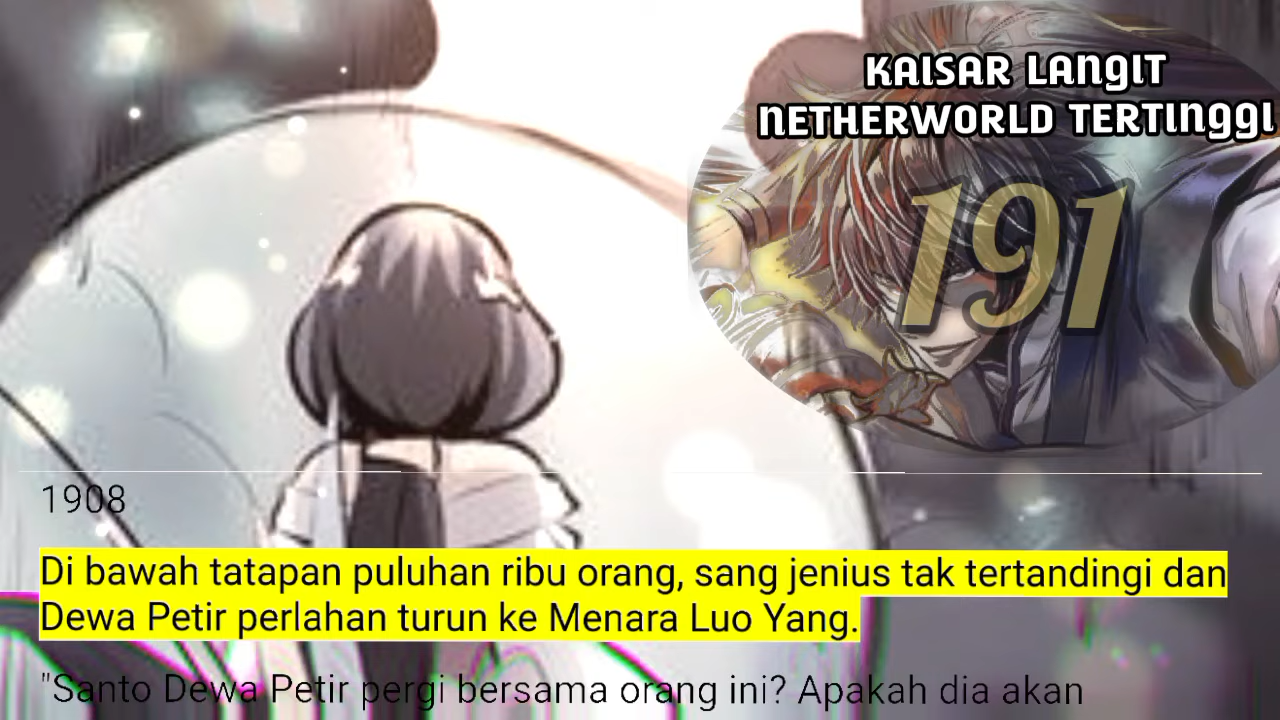 KAISAR LANGIT
NETHERWORLD TERTINGGI
191
1908
Di bawah tatapan puluhan ribu orang, sang jenius tak tertandingi dan
Dewa Petir perlahan turun ke Menara Luo Yang.
"Santo Dewa Petir pergi bersama orang ini? Apakah dia akan